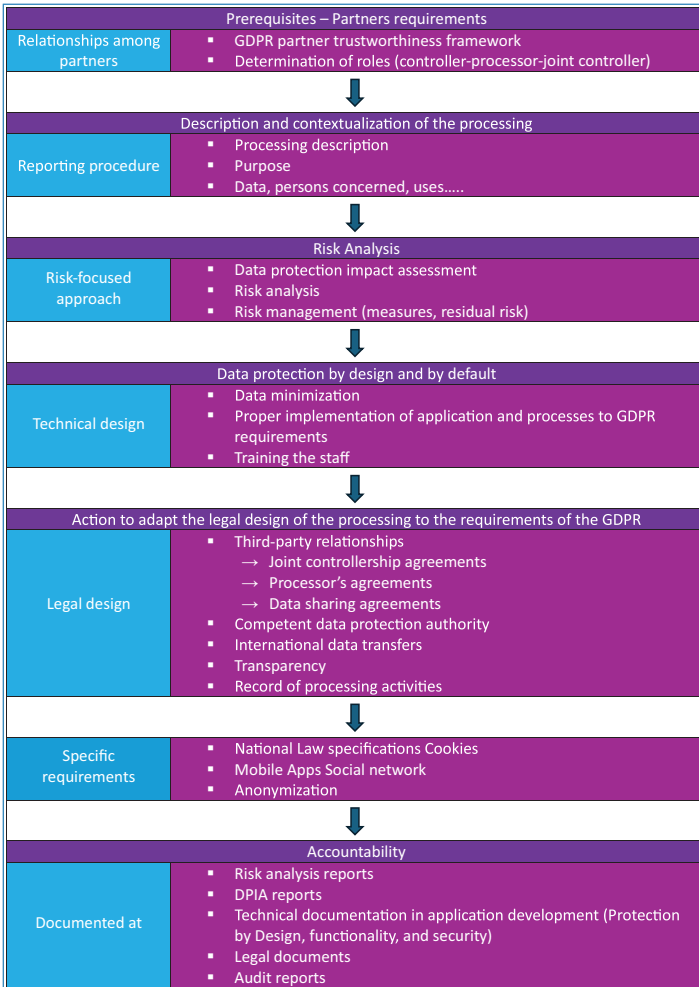 Prerequisites – Partners requirements
Relationships among
partners
▪ GDPR partner trustworthiness framework
▪ Determination of roles (controller-processor-joint controller)
Description and contextualization of the processing
Reporting procedure
▪ Processing description
▪ Purpose
▪ Data, persons concerned, uses…..
Risk Analysis
Risk-focused
approach
▪ Data protection impact assessment
▪ Risk analysis
▪ Risk management (measures, residual risk)
Data protection by design and by default
Technical design
▪ Data minimization
▪ Proper implementation of application and processes to GDPR
requirements
▪ Training the staff
Action to adapt the legal design of the processing to the requirements of the GDPR
Legal design
▪ Third-party relationships
→ Joint controllership agreements
→ Processor’s agreements
→ Data sharing agreements
▪ Competent data protection authority
▪ International data transfers
▪ Transparency
▪ Record of processing activities
Specific
requirements
▪ National Law specifications Cookies
▪ Mobile Apps Social network
▪ Anonymization
Accountability
Documented at
▪ Risk analysis reports
▪ DPIA reports
▪ Technical documentation in application development (Protection
by Design, functionality, and security)
▪ Legal documents
▪ Audit reports